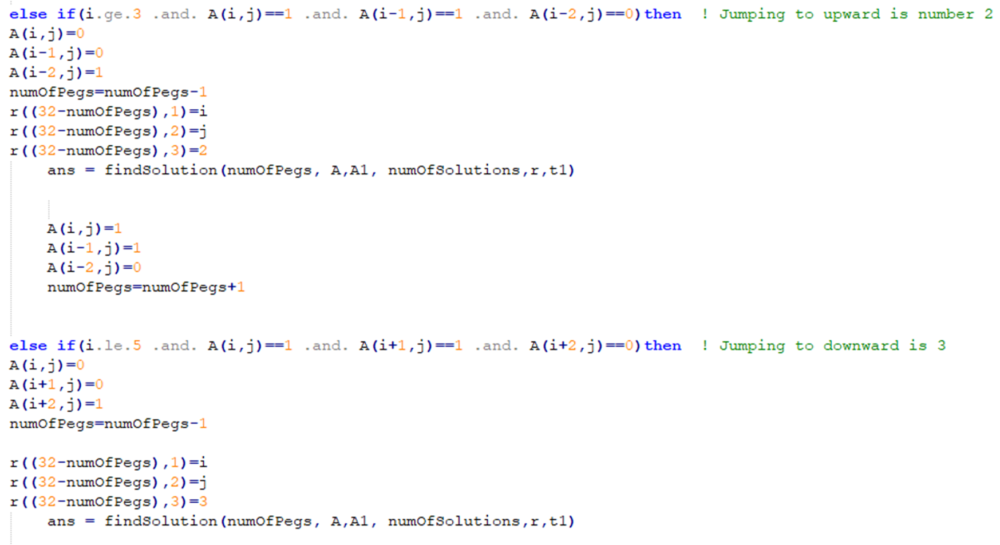 else if(i.ge.3 .and. A(i,j)==1 .and. A(i-1,j)==1 .and. A(i-2,j)==0)then  ! Jumping to upward is number 2
A(i,j)=0
A(i-1,j)=0
A(i-2,j)=1
numOfPegs=numOfPegs-1
r((32-numOfPegs),1)=i
r((32-numOfPegs),2)=j
r((32-numOfPegs),3)=2
    ans = findSolution(numOfPegs, A,A1, numOfSolutions,r,t1)
    A(i,j)=1
    A(i-1,j)=1
    A(i-2,j)=0
    numOfPegs=numOfPegs+1
else if(i.le.5 .and. A(i,j)==1 .and. A(i+1,j)==1 .and. A(i+2,j)==0)then  ! Jumping to downward is 3
A(i,j)=0
A(i+1,j)=0
A(i+2,j)=1
numOfPegs=numOfPegs-1
r((32-numOfPegs),1)=i
r((32-numOfPegs),2)=j
r((32-numOfPegs),3)=3
    ans = findSolution(numOfPegs, A,A1, numOfSolutions,r,t1)